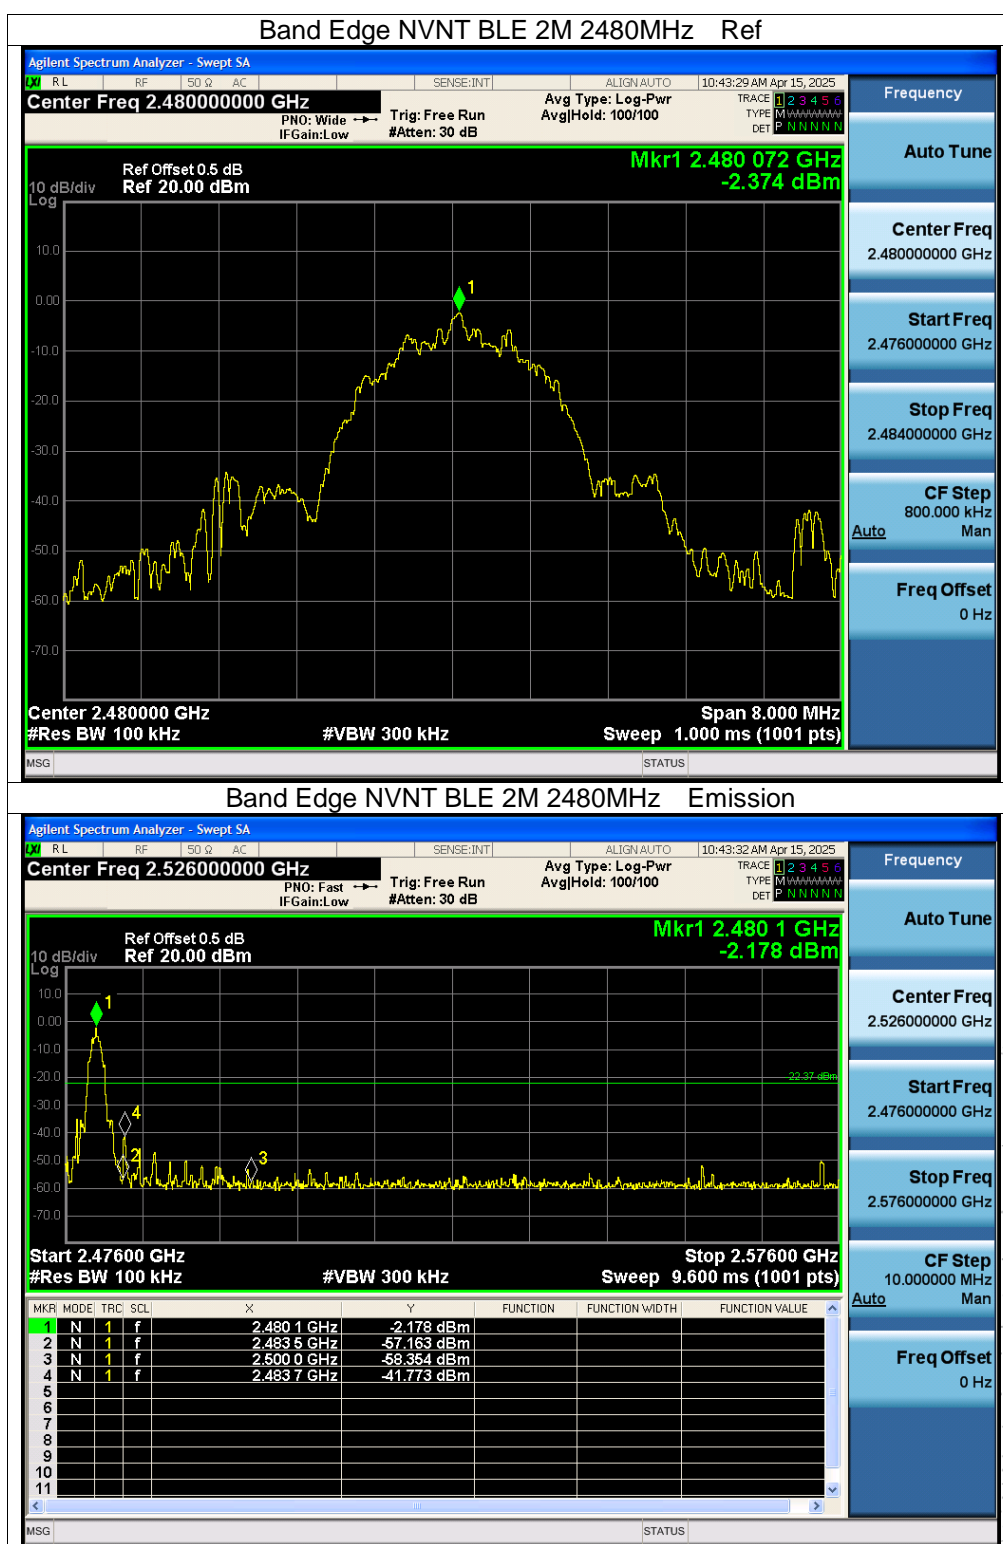 Band Edge NVNT BLE 2M 2480MHz Ref
Agilent Spectrum Analyzer - Swept SA
LXI RL RF 50 Ω AC SENSE:INT ALIGN AUTO 10:43:29 AM Apr 15, 2025
Center Freq 2.480000000 GHz
PNO: Wide
IFGain:Low
Trig: Free Run
#Atten: 30 dB
Avg Type: Log-Pwr
Avg|Hold: 100/100
TRACE 1 2 3 4 5 6
TYPE M W W W W W
DET P N N N N N
Frequency
Auto Tune
Center Freq
2.480000000 GHz
Start Freq
2.476000000 GHz
Stop Freq
2.484000000 GHz
CF Step
800.000 kHz
Auto Man
Freq Offset
0 Hz
Ref Offset 0.5 dB
10 dB/div Ref 20.00 dBm
Log
Mkr1 2.480 072 GHz
-2.374 dBm
10.0
0.00
-10.0
-20.0
-30.0
-40.0
-50.0
-60.0
-70.0
1
Center 2.480000 GHz Span 8.000 MHz
#Res BW 100 kHz #VBW 300 kHz Sweep 1.000 ms (1001 pts)
MSG STATUS
Band Edge NVNT BLE 2M 2480MHz Emission
Agilent Spectrum Analyzer - Swept SA
LXI RL RF 50 Ω AC SENSE:INT ALIGN AUTO 10:43:32 AM Apr 15, 2025
Center Freq 2.526000000 GHz
PNO: Fast
IFGain:Low
Trig: Free Run
#Atten: 30 dB
Avg Type: Log-Pwr
Avg|Hold: 100/100
TRACE 1 2 3 4 5 6
TYPE M W W W W W
DET P N N N N N
Frequency
Auto Tune
Center Freq
2.526000000 GHz
Start Freq
2.476000000 GHz
Stop Freq
2.576000000 GHz
CF Step
10.000000 MHz
Auto Man
Freq Offset
0 Hz
Ref Offset 0.5 dB
10 dB/div Ref 20.00 dBm
Log
Mkr1 2.480 1 GHz
-2.178 dBm
10.0
0.00
-10.0
-20.0
-30.0
-40.0
-50.0
-60.0
-70.0
1
4
2
3
-22.37 dBm
Start 2.47600 GHz Stop 2.57600 GHz
#Res BW 100 kHz #VBW 300 kHz Sweep 9.600 ms (1001 pts)
MKR MODE TRC SCL X Y FUNCTION FUNCTION WIDTH FUNCTION VALUE
1 N 1 f 2.480 1 GHz -2.178 dBm
2 N 1 f 2.483 5 GHz -57.163 dBm
3 N 1 f 2.500 0 GHz -58.354 dBm
4 N 1 f 2.483 7 GHz -41.773 dBm
5
6
7
8
9
10
11
MSG STATUS